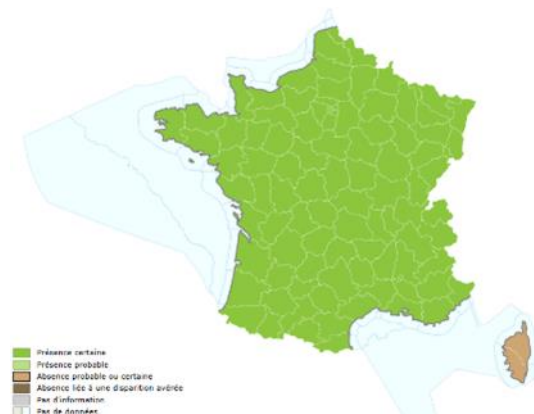 Présence certaine
Présence probable
Absence probable ou certaine
Absence liée à une disparition avérée
Pas d'information
Pas de données